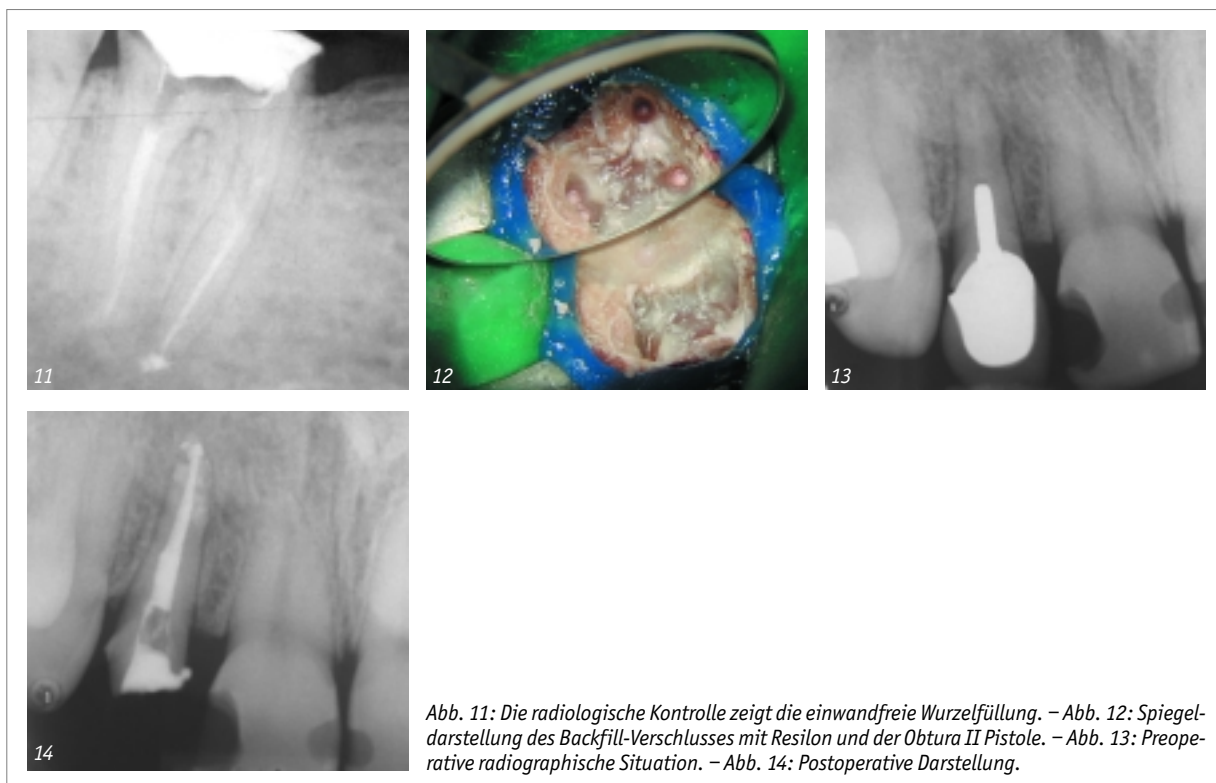 11
12
13
14
Abb. 11: Die radiologische Kontrolle zeigt die einwandfreie Wurzelfüllung. – Abb. 12: Spiegel-
darstellung des Backfill-Verschlusses mit Resilon und der Obtura II Pistole. – Abb. 13: Preope-
rative radiographische Situation. – Abb. 14: Postoperative Darstellung.